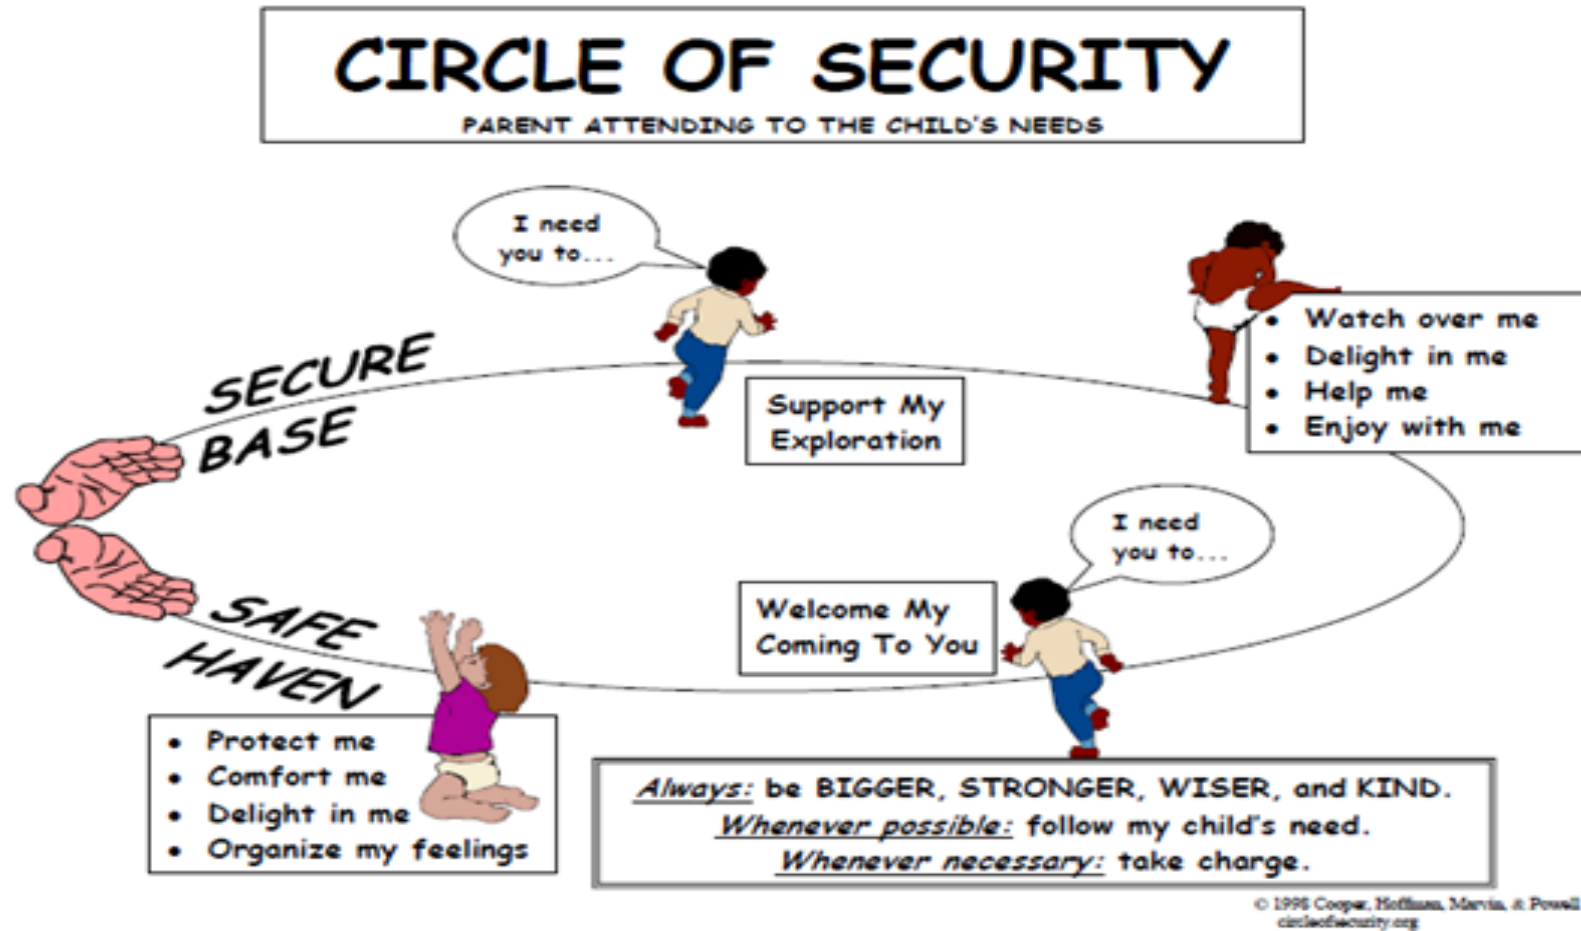 CIRCLE OF SECURITY
PARENT ATTENDING TO THE CHILD'S NEEDS
I need
you to...
SECURE
BASE
Support My
Exploration
• Watch over me
• Delight in me
• Help me
• Enjoy with me
I need
you to...
Welcome My
Coming To You
SAFE
HAVEN
• Protect me
• Comfort me
• Delight in me
• Organize my feelings
Always: be BIGGER, STRONGER, WISER, and KIND.
Whenever possible: follow my child's need.
Whenever necessary: take charge.
© 1998 Cooper, Hoffman, Marvin, & Powell
circleofsecurity.org